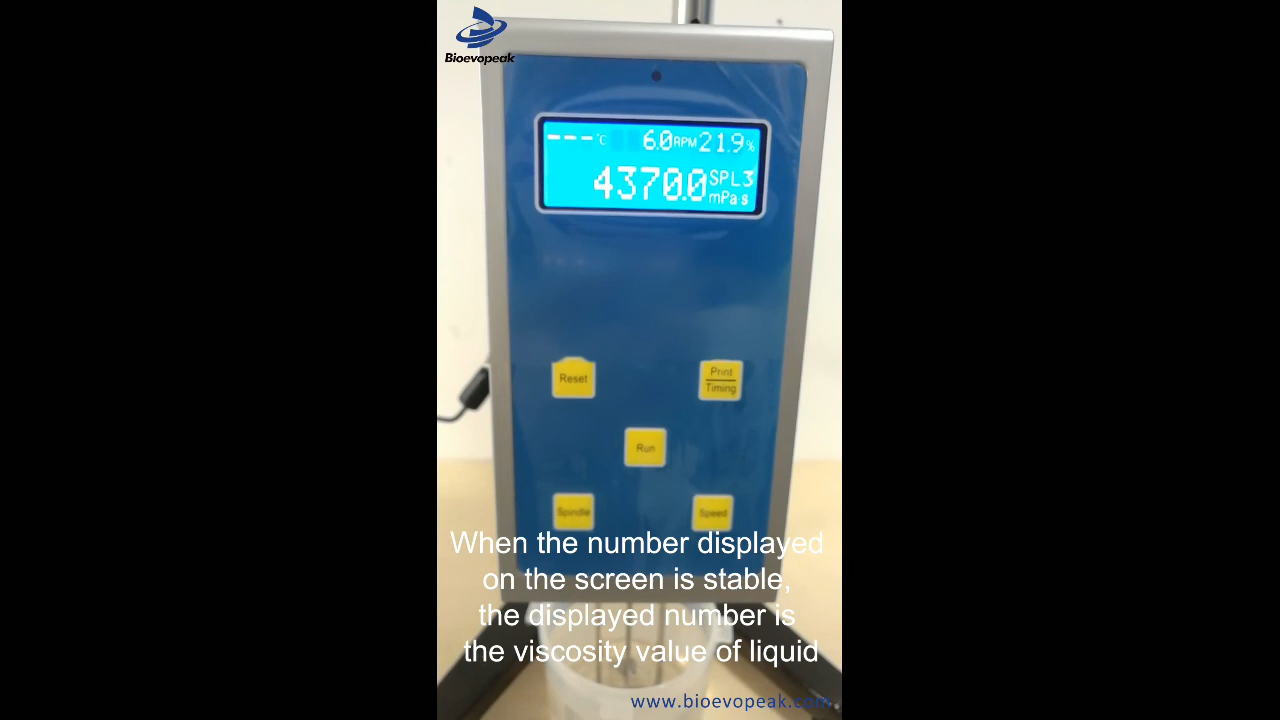 Bioevopeak
---°C 6.0RPM 21.9%
4370.0 SPL3
mPa·s
Reset
Print
Timing
Run
Spindle
Speed
When the number displayed
on the screen is stable,
the displayed number is
the viscosity value of liquid
www.bioevopeak.com